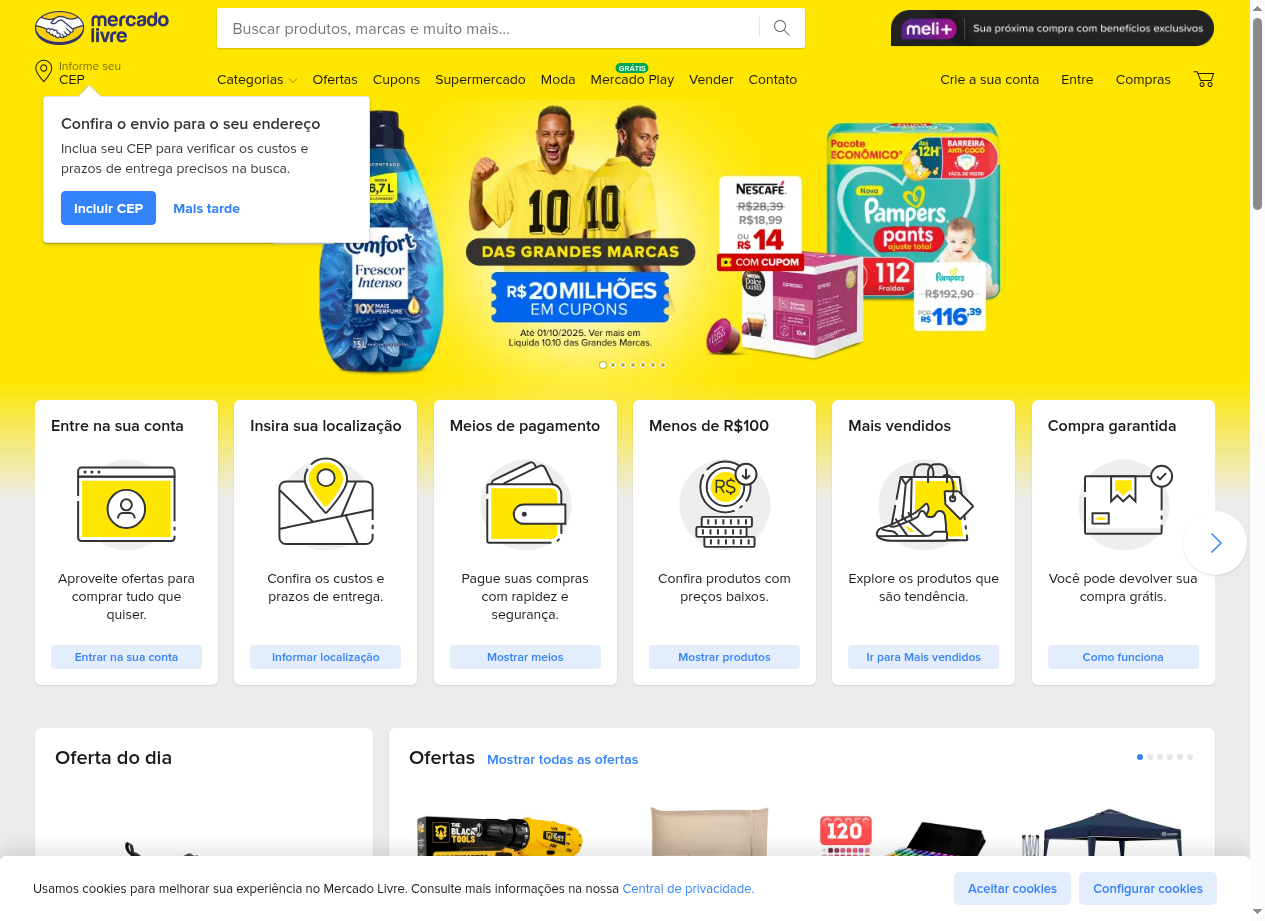 mercado
livre
Buscar produtos, marcas e muito mais...
meli+
Sua próxima compra com benefícios exclusivos
Informe seu
CEP
Categorias
Ofertas
Cupons
Supermercado
Moda
GRÁTIS
Mercado Play
Vender
Contato
Crie a sua conta
Entre
Compras
Confira o envio para o seu endereço
Inclua seu CEP para verificar os custos e
prazos de entrega precisos na busca.
Incluir CEP
Mais tarde
6,7 L
Comfort
Frescor
Intenso
10X MAIS
PERFUME
1,5L
10 10
DAS GRANDES MARCAS
R$ 20 MILHÕES
EM CUPONS
Até 01/10/2025. Ver mais em
Liquida 10.10 das Grandes Marcas.
NESCAFÉ.
R$28,39
R$18,99
OU
R$ 14
COM CUPOM
Dolce
Gusto
ESPRESSO
Pacote
ECONÔMICO*
Até
12H*
BARREIRA
ANTI-COCÔ
FÁCIL DE VESTIR
Nova
Pampers
pants
ajuste total
112
Fraldas
Pampers
R$192,90
POR
R$ 116,39
Entre na sua conta
Aproveite ofertas para
comprar tudo que
quiser.
Entrar na sua conta
Insira sua localização
Confira os custos e
prazos de entrega.
Informar localização
Meios de pagamento
Pague suas compras
com rapidez e
segurança.
Mostrar meios
Menos de R$100
R$
Confira produtos com
preços baixos.
Mostrar produtos
Mais vendidos
Explore os produtos que
são tendência.
Ir para Mais vendidos
Compra garantida
Você pode devolver sua
compra grátis.
Como funciona
Oferta do dia
Ofertas
Mostrar todas as ofertas
THE
BLACK
TOOLS
CORES
120
Usamos cookies para melhorar sua experiência no Mercado Livre. Consulte mais informações na nossa Central de privacidade.
Aceitar cookies
Configurar cookies